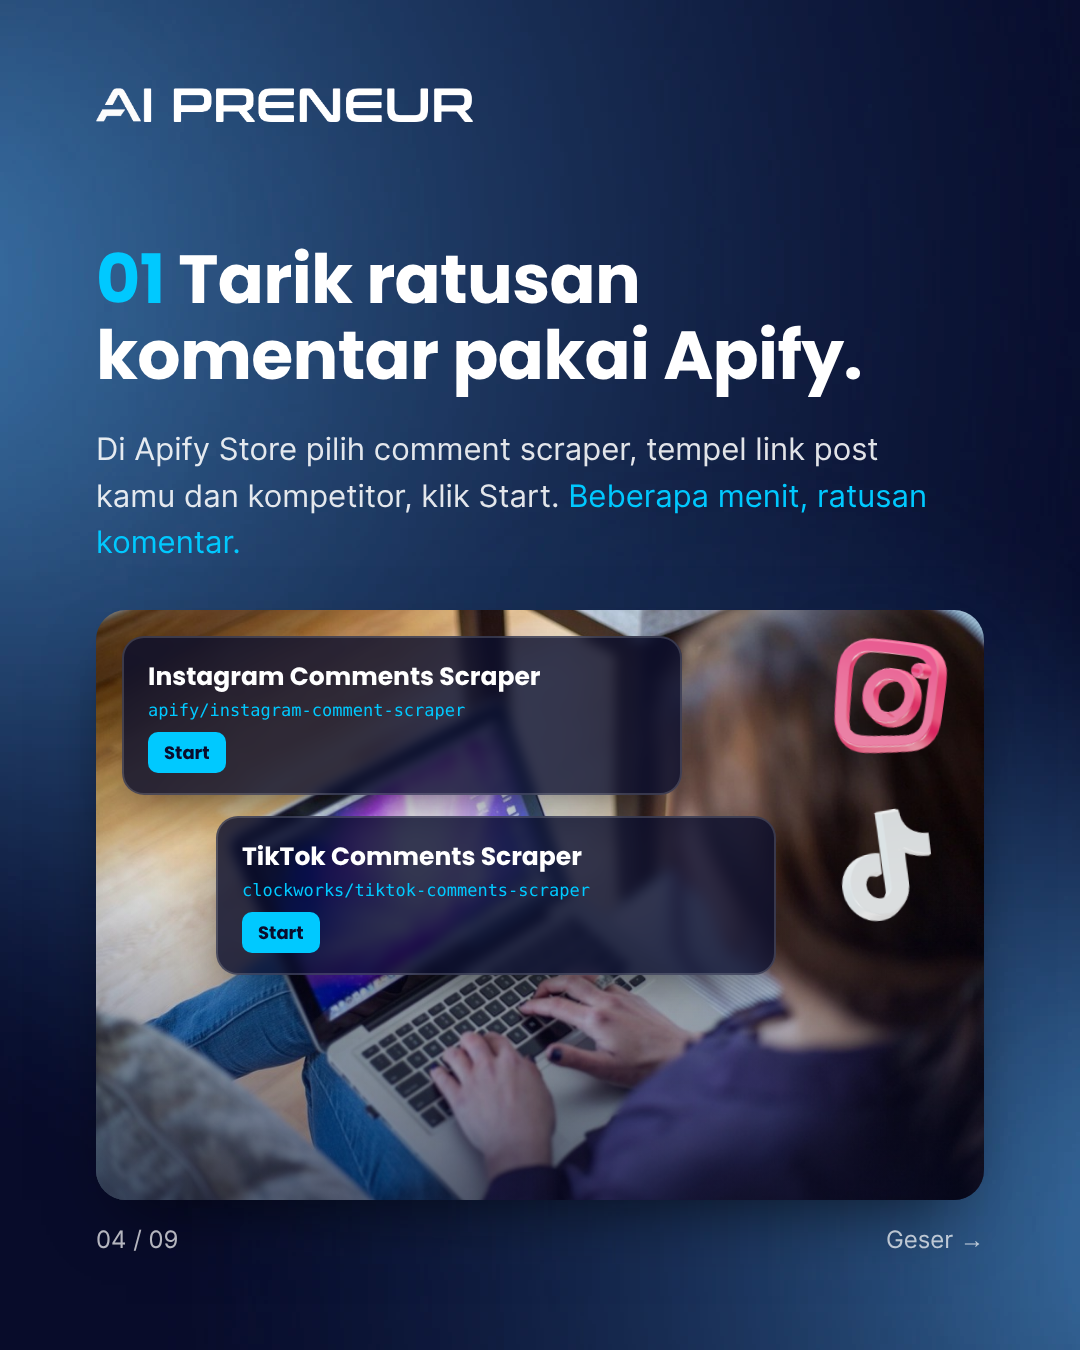 AI PRENEUR
01 Tarik ratusan
komentar pakai Apify.
Di Apify Store pilih comment scraper, tempel link post
kamu dan kompetitor, klik Start. Beberapa menit, ratusan
komentar.
Instagram Comments Scraper
apify/instagram-comment-scraper
Start
TikTok Comments Scraper
clockworks/tiktok-comments-scraper
Start
04 / 09
Geser →